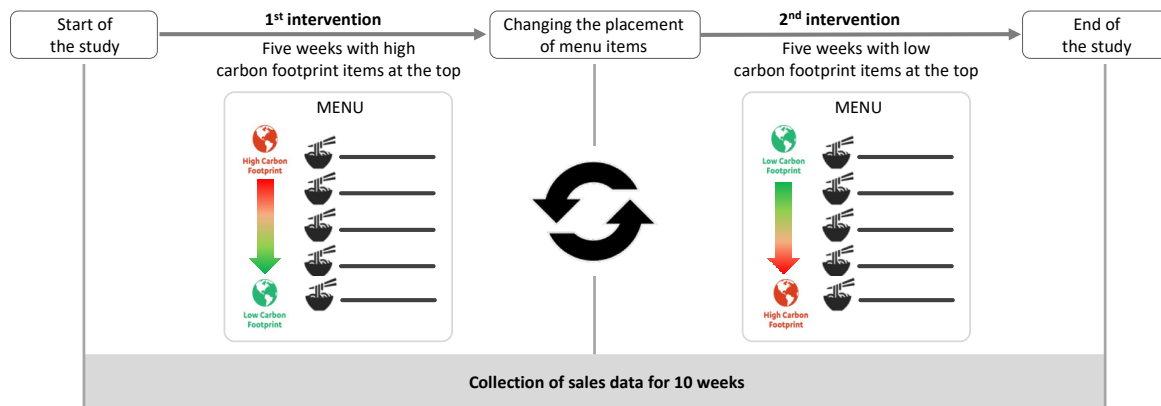 Start of
the study
1st intervention
Five weeks with high
carbon footprint items at the top
Changing the placement
of menu items
2nd intervention
Five weeks with low
carbon footprint items at the top
End of
the study
MENU
High Carbon
Footprint
Low Carbon
Footprint
MENU
Low Carbon
Footprint
High Carbon
Footprint
Collection of sales data for 10 weeks